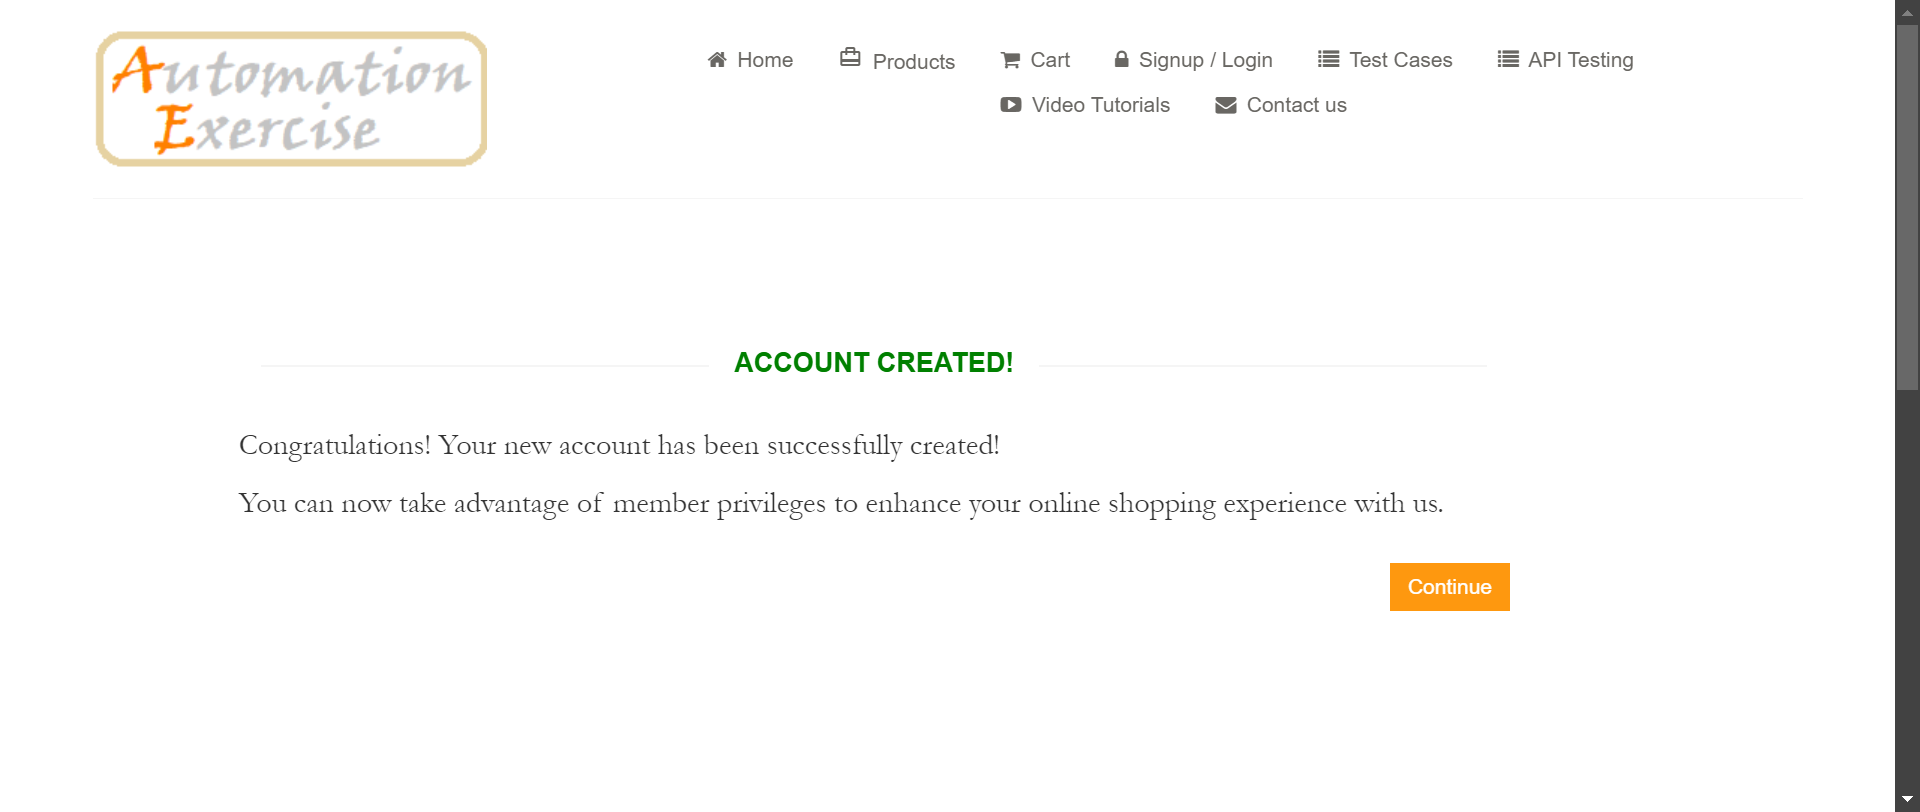 Automation
Exercise
Home
Products
Cart
Signup / Login
Test Cases
API Testing
Video Tutorials
Contact us
ACCOUNT CREATED!
Congratulations! Your new account has been successfully created!
You can now take advantage of member privileges to enhance your online shopping experience with us.
Continue